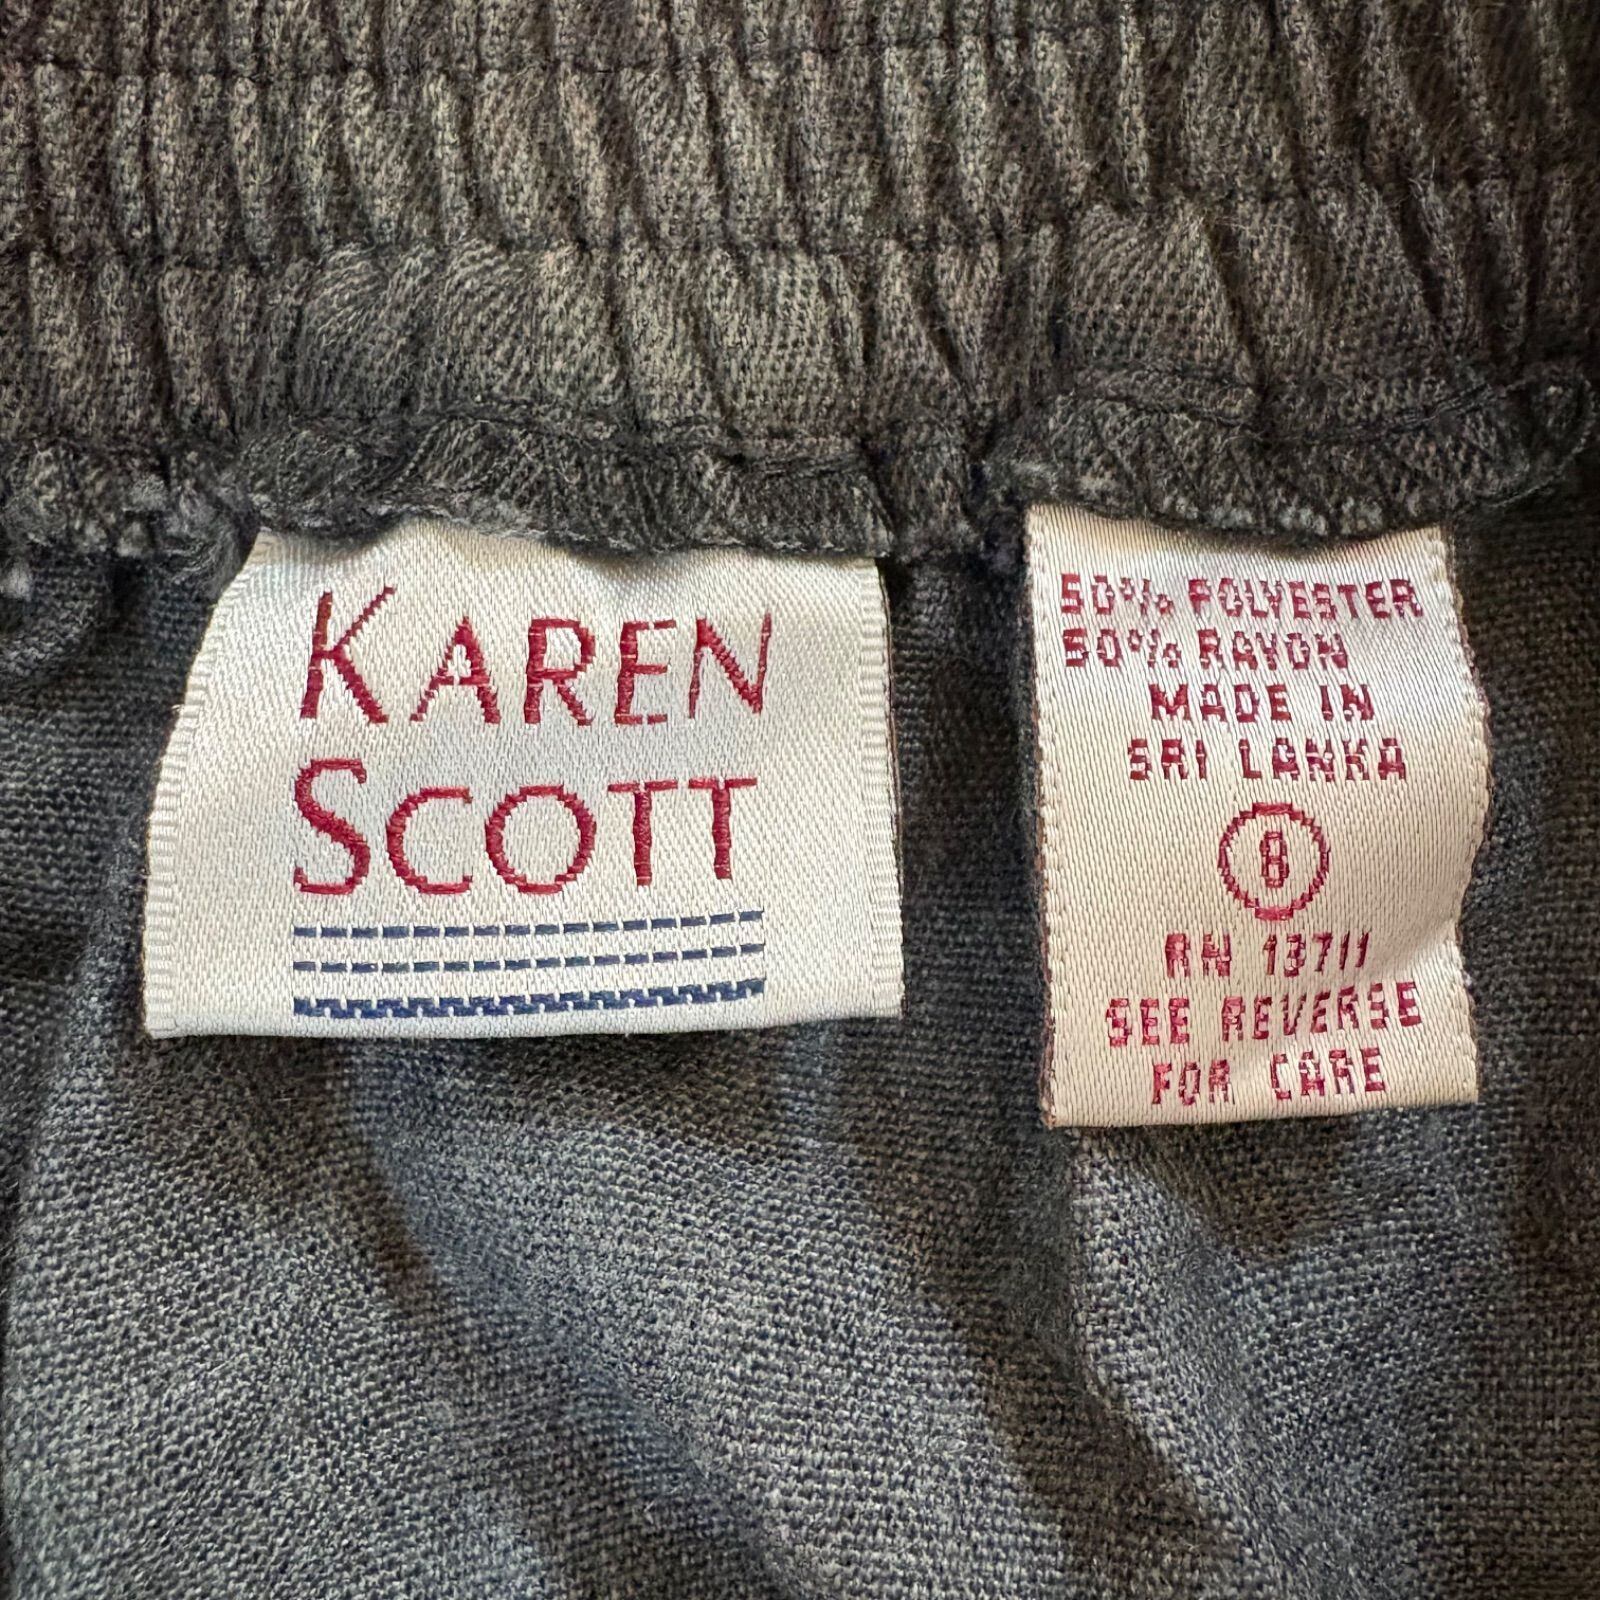 KAREN
SCOTT
50% POLYESTER
50% RAYON
MADE IN
SRI LANKA
8
RN 13711
SEE REVERSE
FOR CARE